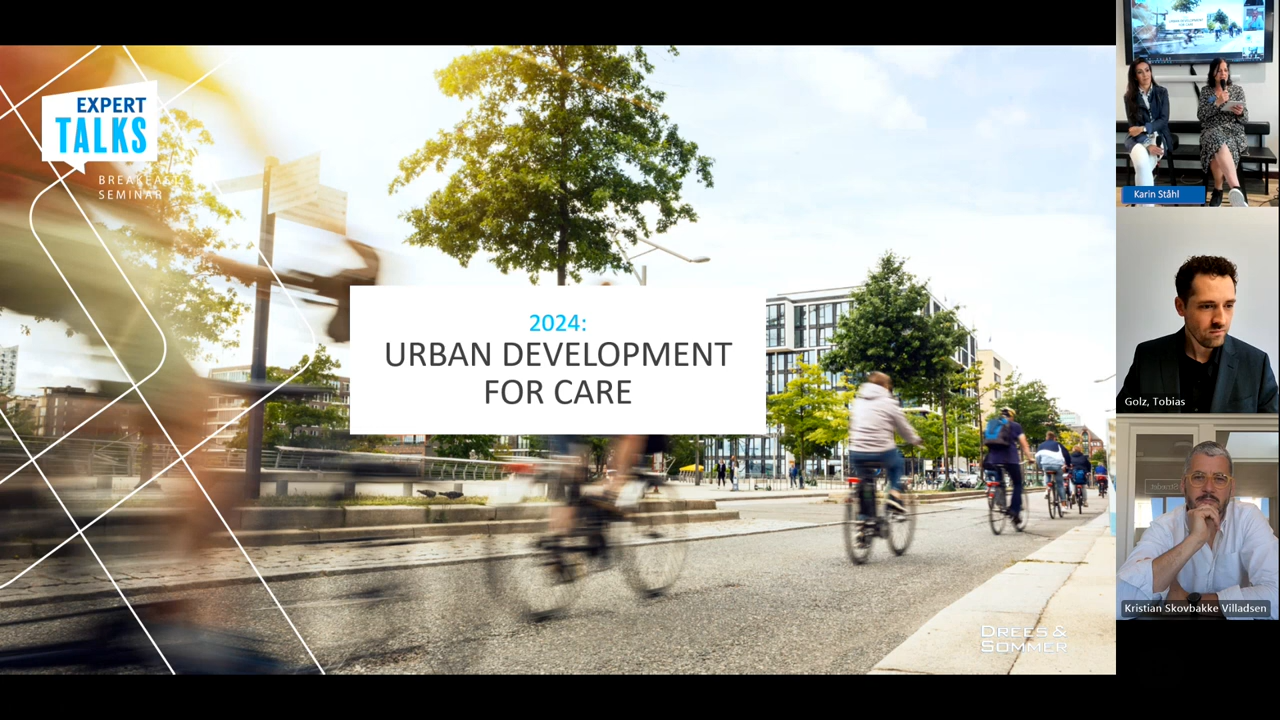 EXPERT
TALKS
BREAKFAST
SEMINAR
2024:
URBAN DEVELOPMENT
FOR CARE
DREES &
SOMMER
Karin Ståhl
Golz, Tobias
Kristian Skovbakke Villadsen